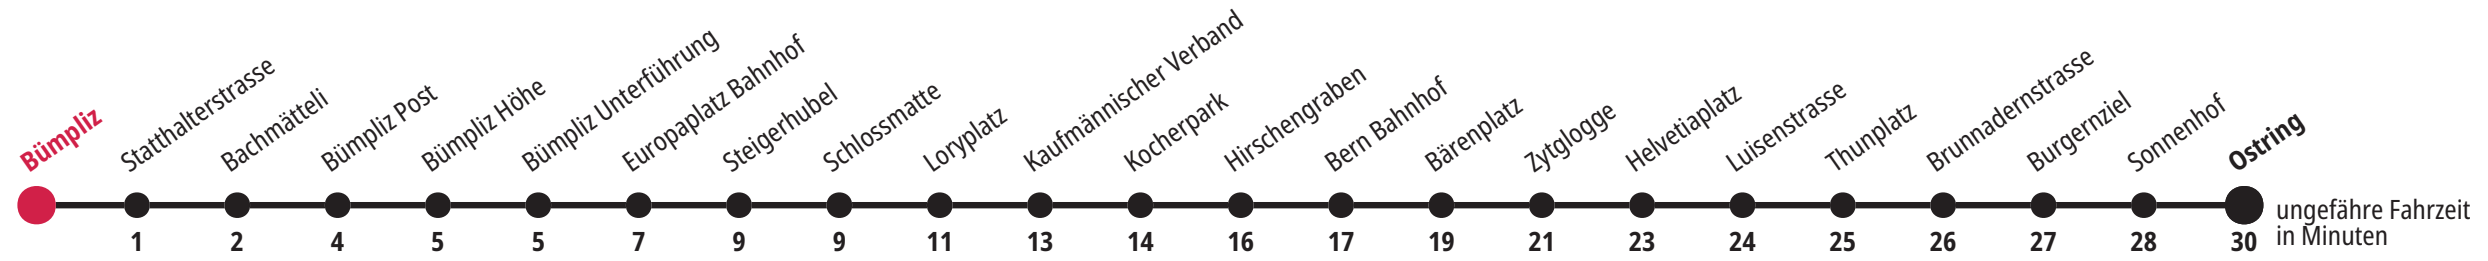 Bümpliz
Statthalterstrasse
Bachmätteli
Bümpliz Post
Bümpliz Höhe
Bümpliz Unterführung
Europaplatz Bahnhof
Steigerhubel
Schlossmatte
Loryplatz
Kaufmännischer Verband
Kocherpark
Hirschengraben
Bern Bahnhof
Bärenplatz
Zytglogge
Helvetiaplatz
Luisenstrasse
Thunplatz
Brunnadernstrasse
Burgernziel
Sonnenhof
Ostring
1 2 4 5 5 7 9 9 11 13 14 16 17 19 21 23 24 25 26 27 28 30
ungefähre Fahrzeit
in Minuten